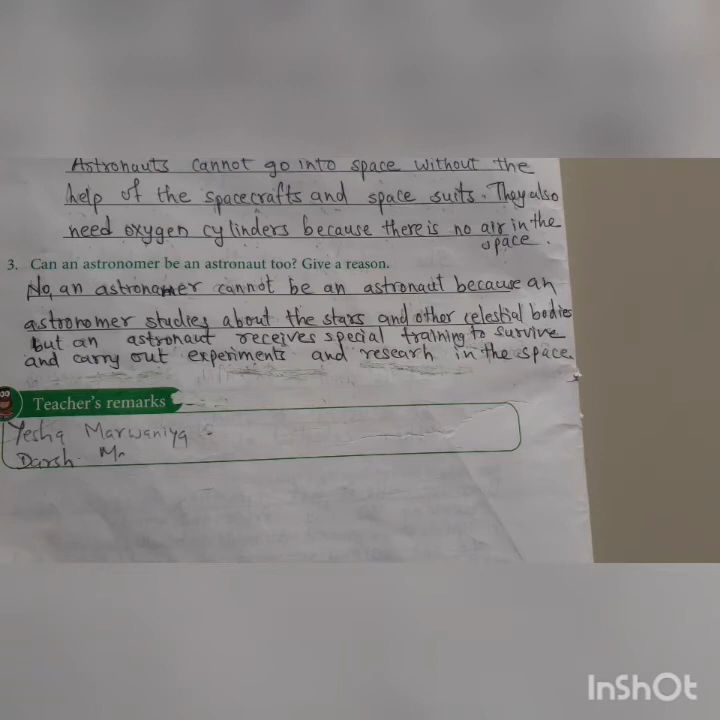 Astronauts cannot go into space without the
help of the spacecrafts and space suits. They also
need oxygen cylinders because there is no air in the
space.
3. Can an astronomer be an astronaut too? Give a reason.
No, an astronomer cannot be an astronaut because an
astronomer studies about the stars and other celestial bodies
but an astronaut receives special training to survive
and carry out experiments and researh in the space.
Teacher's remarks
Yesha Marwaniya
Darsh M
InShOt